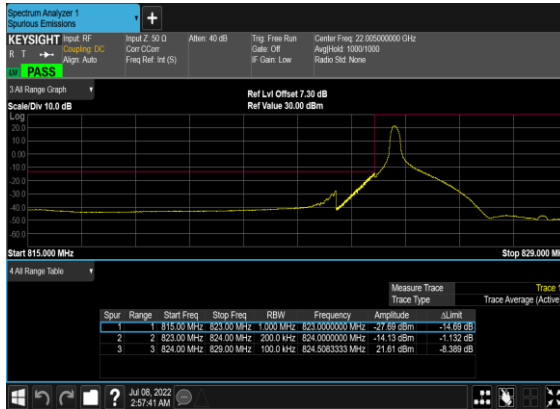 Spectrum Analyzer 1
Spurious Emissions
KEYSIGHT Input: RF Input Z: 50 Ω Atten: 40 dB Trig: Free Run Center Freq: 22.005000000 GHz
R T Coupling: DC Corr CCorr Gate: Off Avg|Hold: 1000/1000
Align: Auto Freq Ref: Int (S) IF Gain: Low Radio Std: None
PASS
3 All Range Graph
Ref Lvl Offset 7.30 dB
Scale/Div 10.0 dB Ref Value 30.00 dBm
Log
20.0
10.0
0.00
-10.0
-20.0
-30.0
-40.0
-50.0
-60.0
Start 815.000 MHz Stop 829.000 M
4 All Range Table
Measure Trace Trace 1
Trace Type Trace Average (Active
Spur Range Start Freq Stop Freq RBW Frequency Amplitude ΔLimit
1 1 815.00 MHz 823.00 MHz 1.000 MHz 823.0000000 MHz -27.69 dBm -14.69 dB
2 2 823.00 MHz 824.00 MHz 200.0 kHz 824.0000000 MHz -14.13 dBm -1.132 dB
3 3 824.00 MHz 829.00 MHz 100.0 kHz 824.5083333 MHz 21.61 dBm -8.389 dB
? Jul 08, 2022
2:57:41 AM